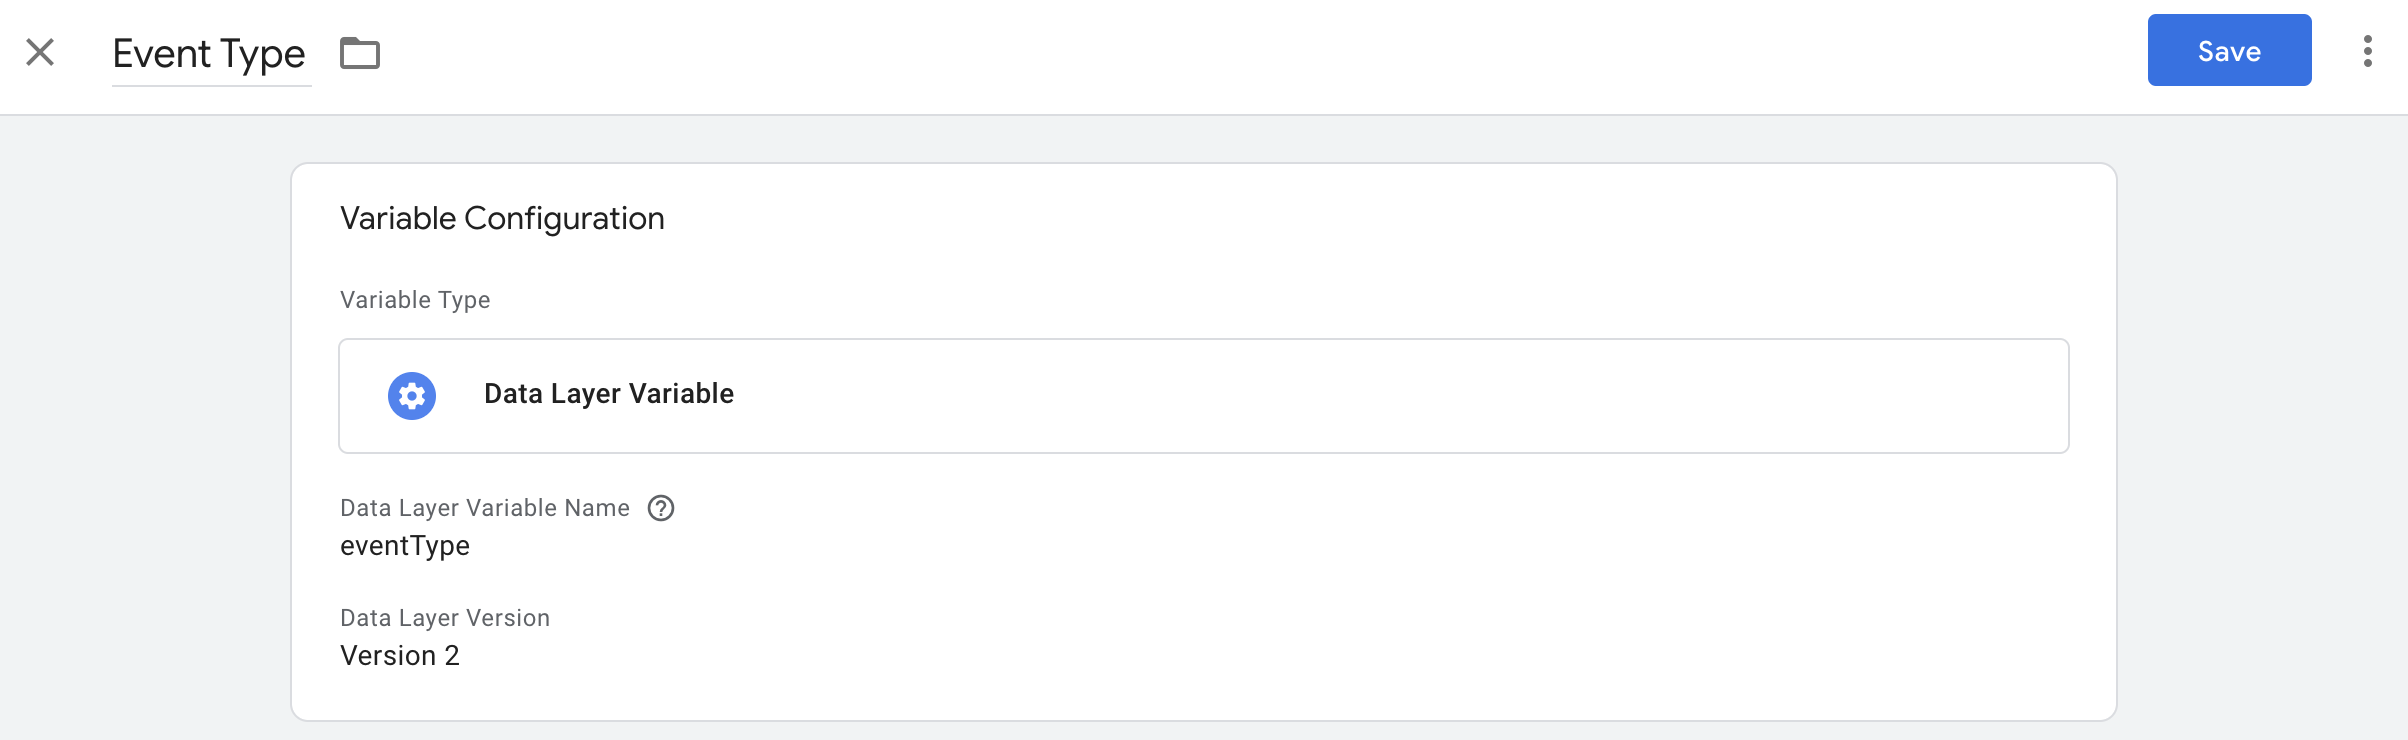 Event Type
Save
Variable Configuration
Variable Type
Data Layer Variable
Data Layer Variable Name
eventType
Data Layer Version
Version 2